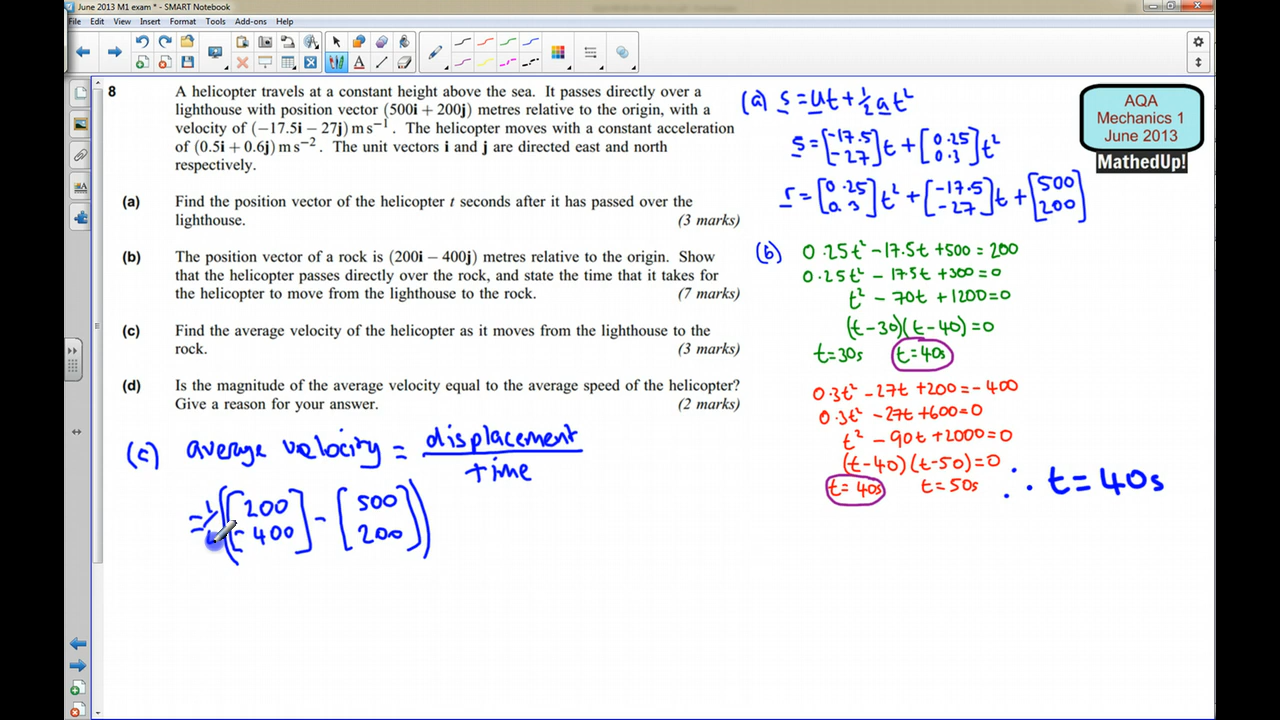 June 2013 M1 exam * - SMART Notebook
File Edit View Insert Format Tools Add-ons Help
8 A helicopter travels at a constant height above the sea. It passes directly over a
lighthouse with position vector (500i + 200j) metres relative to the origin, with a
velocity of (−17.5i − 27j) m s⁻¹. The helicopter moves with a constant acceleration
of (0.5i + 0.6j) m s⁻². The unit vectors i and j are directed east and north
respectively.
(a) Find the position vector of the helicopter t seconds after it has passed over the
lighthouse. (3 marks)
(b) The position vector of a rock is (200i − 400j) metres relative to the origin. Show
that the helicopter passes directly over the rock, and state the time that it takes for
the helicopter to move from the lighthouse to the rock. (7 marks)
(c) Find the average velocity of the helicopter as it moves from the lighthouse to the
rock. (3 marks)
(d) Is the magnitude of the average velocity equal to the average speed of the helicopter?
Give a reason for your answer. (2 marks)
(c) average velocity = displacement
time
= 1/ ([200 −400] − [500 200])
(a) s = ut + ½at²
s = [−17.5 −27]t + [0.25 0.3]t²
r = [0.25 0.3]t² + [−17.5 −27]t + [500 200]
(b) 0.25t² − 17.5t + 500 = 200
0.25t² − 17.5t + 300 = 0
t² − 70t + 1200 = 0
(t−30)(t−40) = 0
t = 30s t = 40s
0.3t² − 27t + 200 = −400
0.3t² − 27t + 600 = 0
t² − 90t + 2000 = 0
(t−40)(t−50) = 0
t = 40s t = 50s ∴ t = 40s
AQA
Mechanics 1
June 2013
MathedUp!